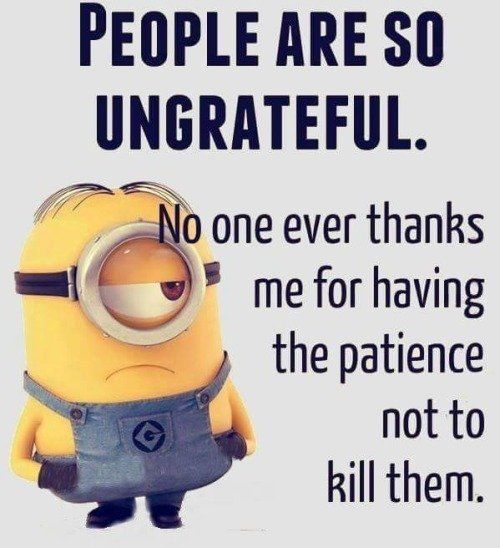 PEOPLE ARE SO
UNGRATEFUL.
No one ever thanks
me for having
the patience
not to
kill them.